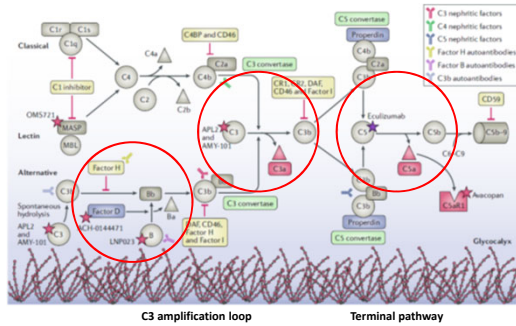 C1r
C1s
C1q
Classical
C1 inhibitor
OMS721
MASP
MBL
Lectin
C4
C2
C4a
C2b
C4BP and CD46
C2a
C4b
C3 convertase
CR1, CR2, DAF,
CD46 and Factor I
APL2
and
AMY-101
C3
C3b
C3a
Alternative
C3b
Spontaneous
hydrolysis
C3
APL2 and
AMY-101
Factor H
Factor D
ACH-0144471
LNP023
B
Bb
Ba
C3b
Bb
C3 convertase
DAF, CD46,
Factor H
and Factor I
C5 convertase
Properdin
C4b
C2a
C3b
Eculizumab
C5
C5a
C5b
C6–C9
C5b-9
CD59
Avacopan
C5aR1
C3b
Bb
C3b
Properdin
C5 convertase
C3 nephritic factors
C4 nephritic factors
C5 nephritic factors
Factor H autoantibodies
Factor B autoantibodies
C3b autoantibodies
Glycocalyx
C3 amplification loop
Terminal pathway